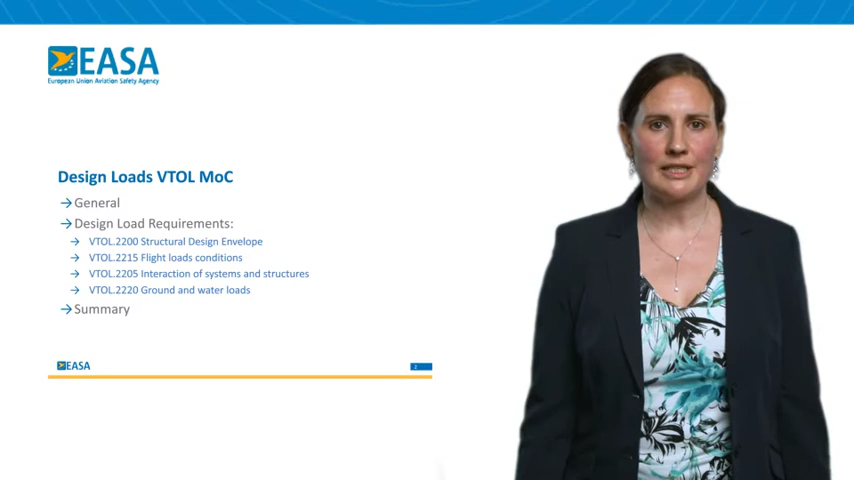 EASA
European Union Aviation Safety Agency
Design Loads VTOL MoC
→General
→Design Load Requirements:
→ VTOL.2200 Structural Design Envelope
→ VTOL.2215 Flight loads conditions
→ VTOL.2205 Interaction of systems and structures
→ VTOL.2220 Ground and water loads
→Summary
EASA
2